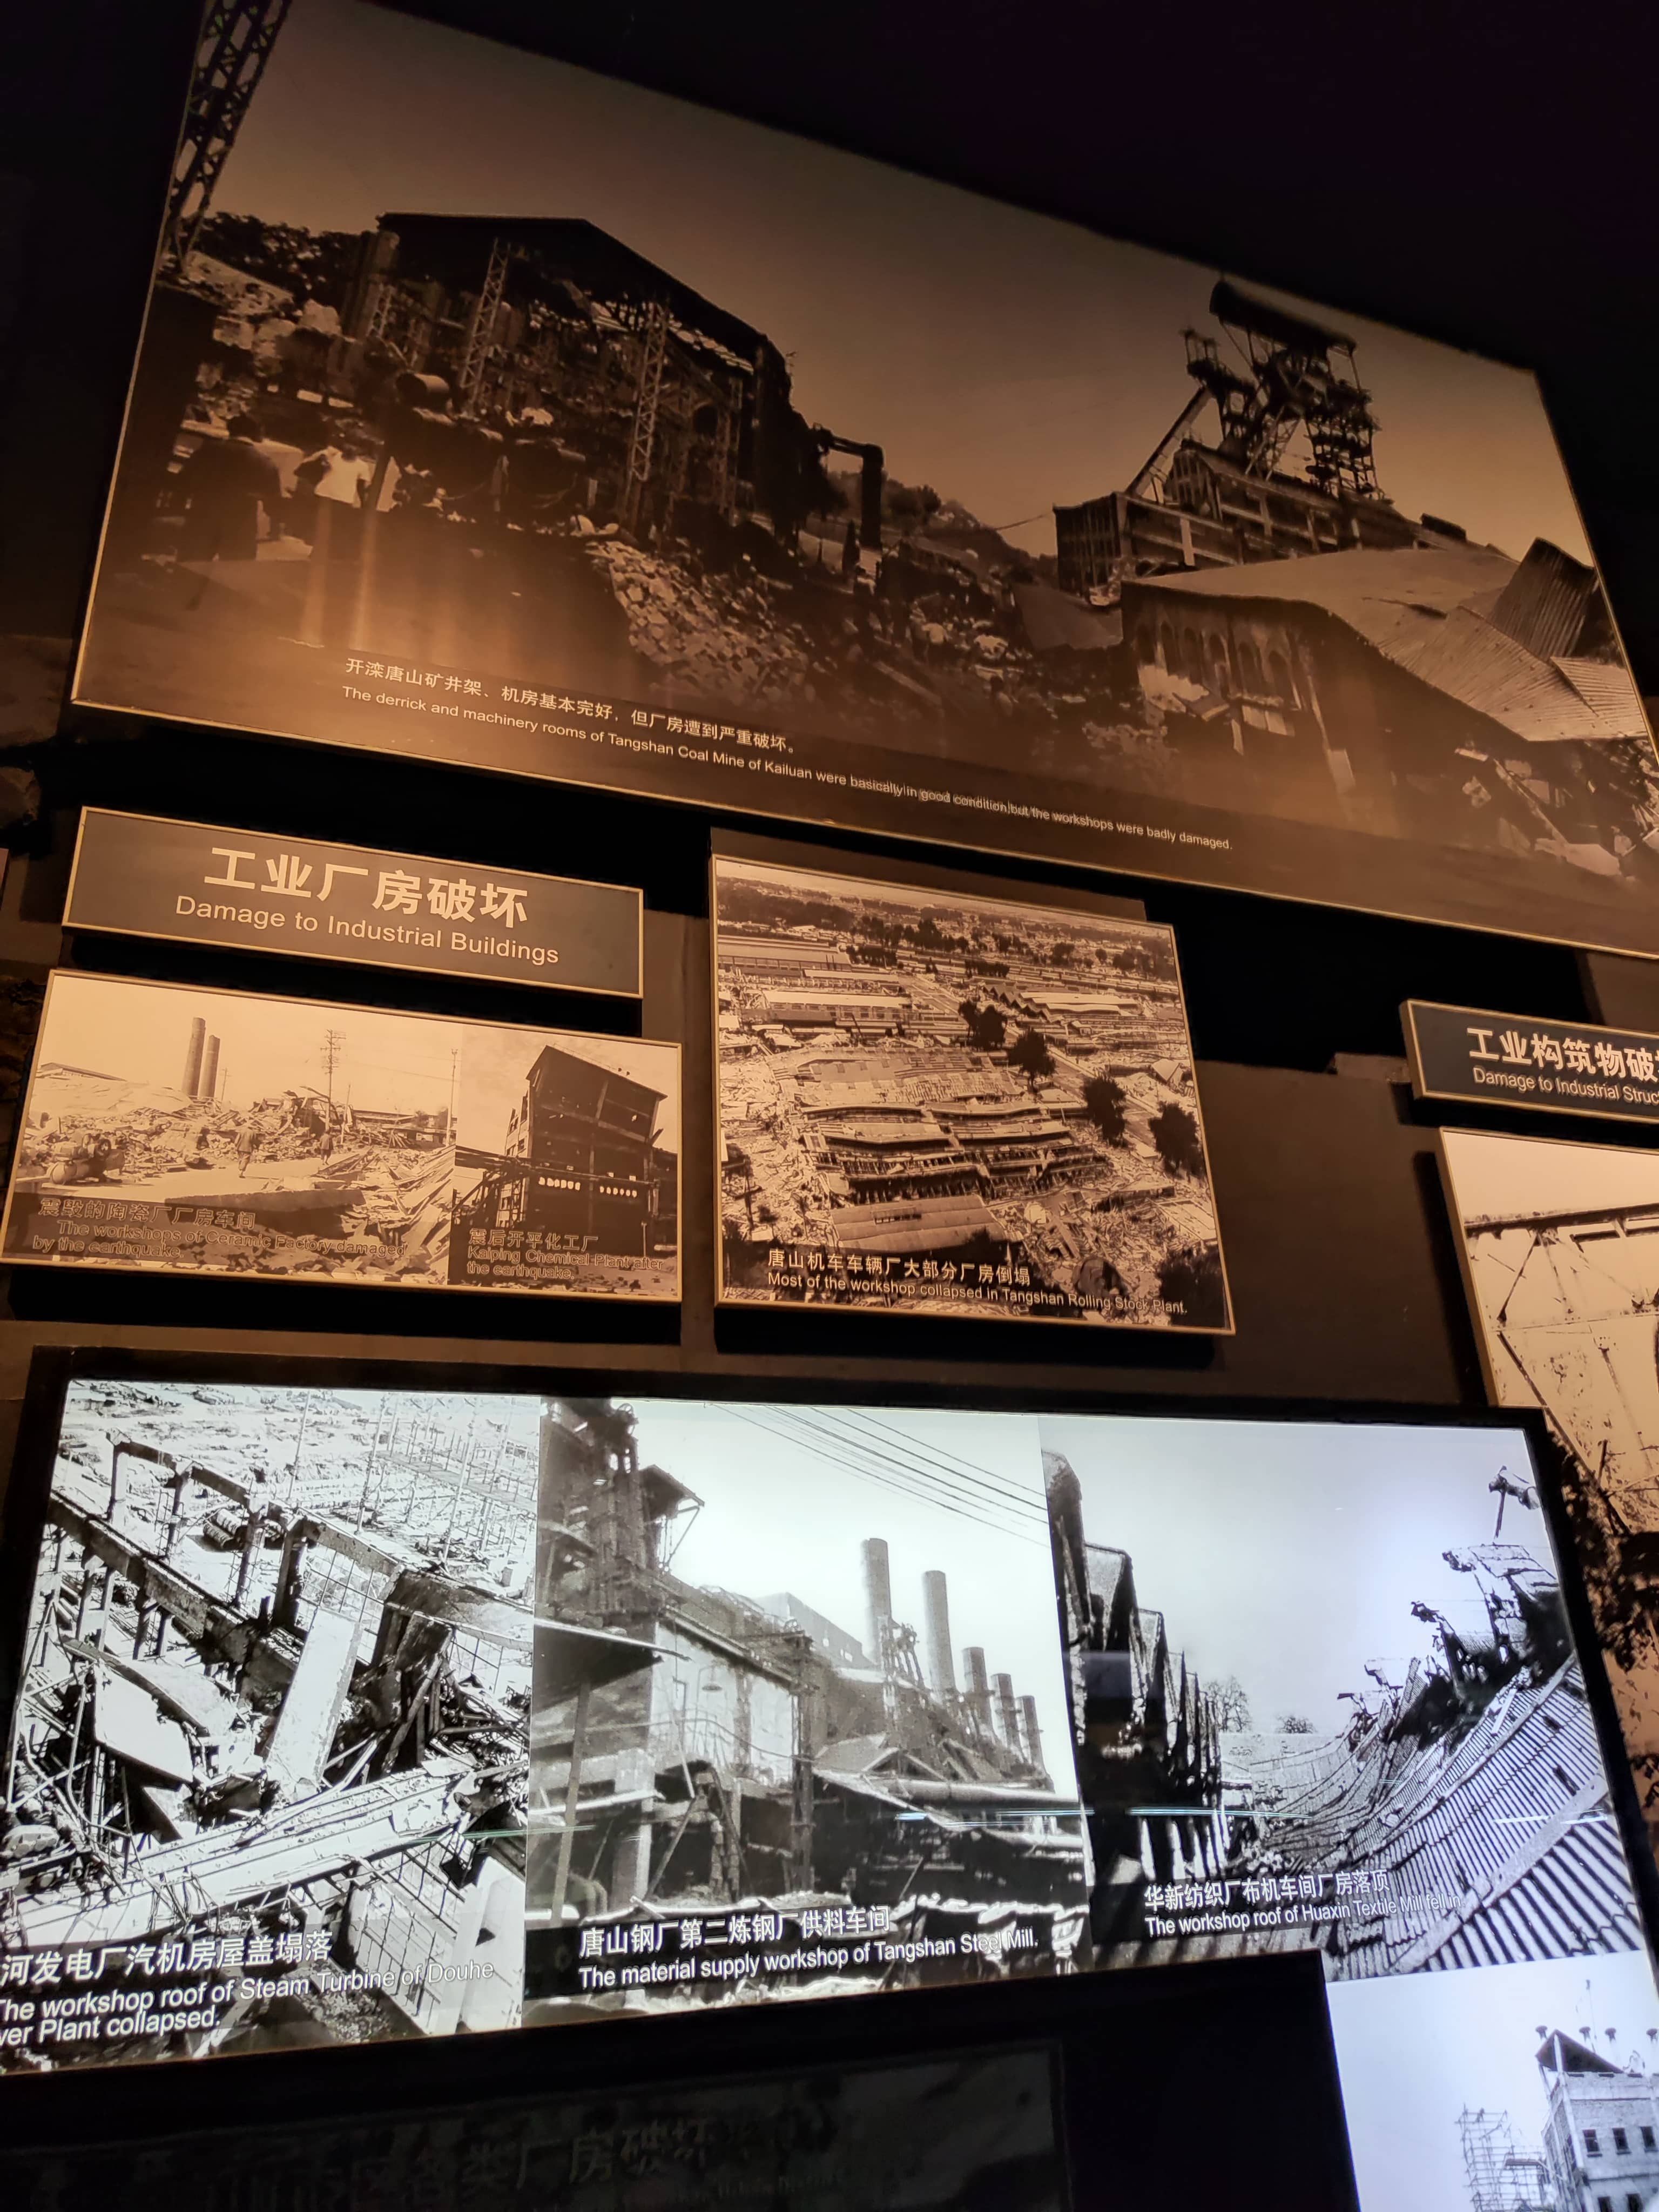 开滦唐山矿井架、机房基本完好，但厂房遭到严重破坏。
The derrick and machinery rooms of Tangshan Coal Mine of Kailuan were basically in good condition,but the workshops were badly damaged.
工业厂房破坏
Damage to Industrial Buildings
工业构筑物破
Damage to Industrial Struc
震毁的陶瓷厂厂房车间
The workshops of Ceramic Factory damaged
by the earthquake.
震后开平化工厂
Kaiping Chemical Plant after
the earthquake.
唐山机车车辆厂大部分厂房倒塌
Most of the workshop collapsed in Tangshan Rolling Stock Plant.
河发电厂汽机房屋盖塌落
The workshop roof of Steam Turbine of Douhe
wer Plant collapsed.
唐山钢厂第二炼钢厂供料车间
The material supply workshop of Tangshan Steel Mill.
华新纺织厂布机车间厂房落顶
The workshop roof of Huaxin Textile Mill fell in.
各类厂房破坏